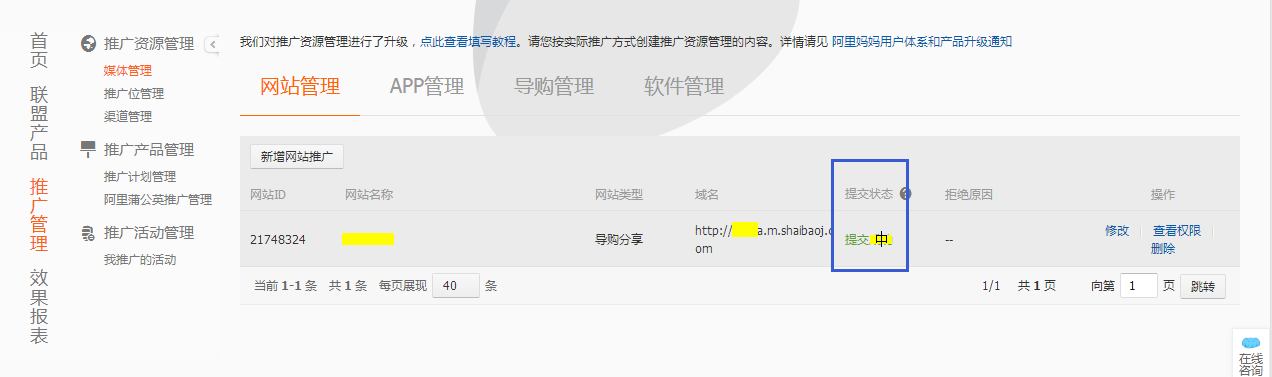 首页
联盟产品
推广管理
效果报表
推广资源管理
媒体管理
推广位管理
渠道管理
推广产品管理
推广计划管理
阿里蒲公英推广管理
推广活动管理
我推广的活动
我们对推广资源管理进行了升级，点此查看填写教程。请您按实际推广方式创建推广资源管理的内容。详情请见 阿里妈妈用户体系和产品升级通知
网站管理 APP管理 导购管理 软件管理
新增网站推广
网站ID 网站名称 网站类型 域名 提交状态 ? 拒绝原因 操作
21748324 导购分享 http:// a.m.shaibaoj.c
om 提交 中 -- 修改 查看权限
删除
当前 1-1 条 共 1 条 每页展现 40 条 1/1 共 1 页 向第 1 页 跳转
在线
咨询